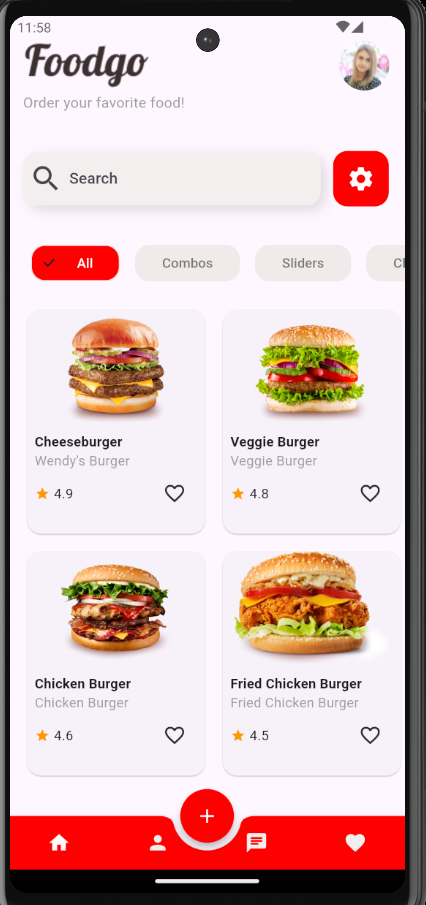 11:58
Foodgo
Order your favorite food!
Search
All
Combos
Sliders
Cheeseburger
Wendy's Burger
4.9
Veggie Burger
Veggie Burger
4.8
Chicken Burger
Chicken Burger
4.6
Fried Chicken Burger
Fried Chicken Burger
4.5